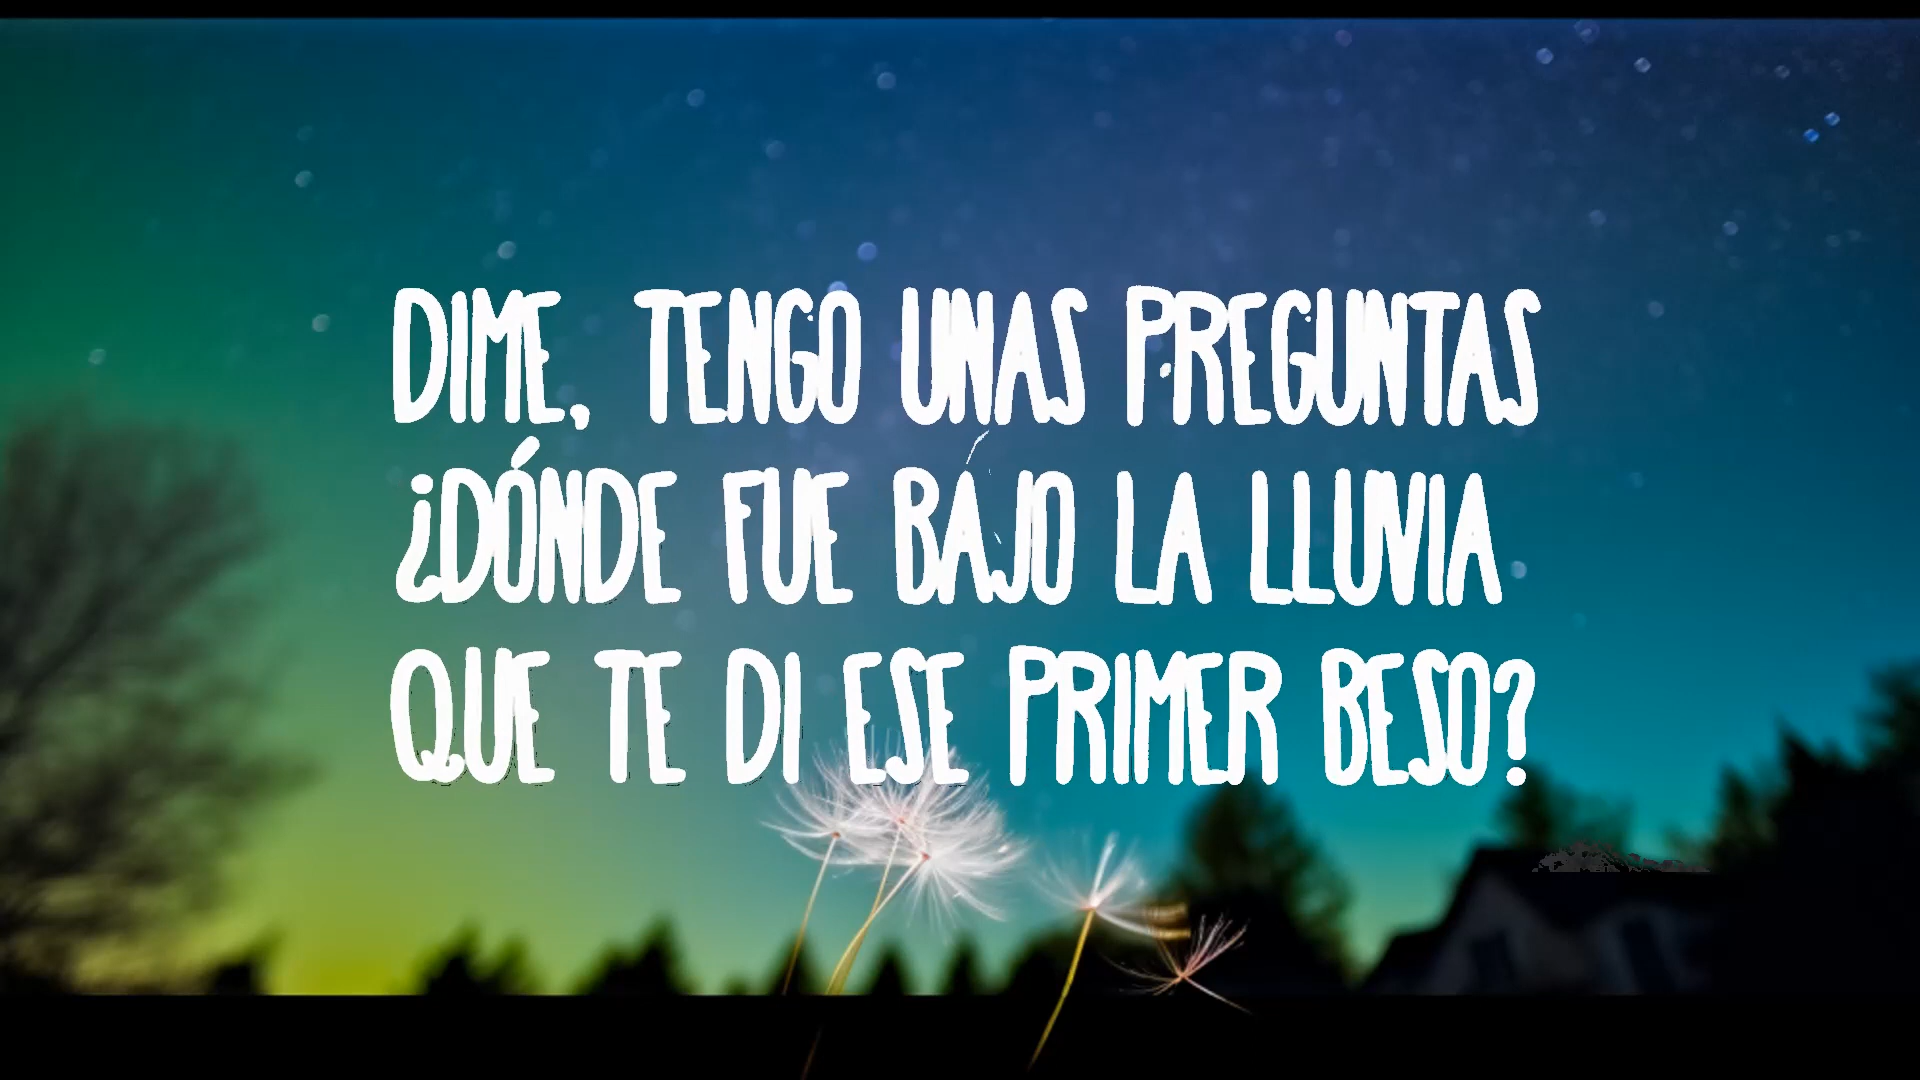 DIME, TENGO UNAS PREGUNTAS
¿DÓNDE FUE BAJO LA LLUVIA
QUE TE DI ESE PRIMER BESO?